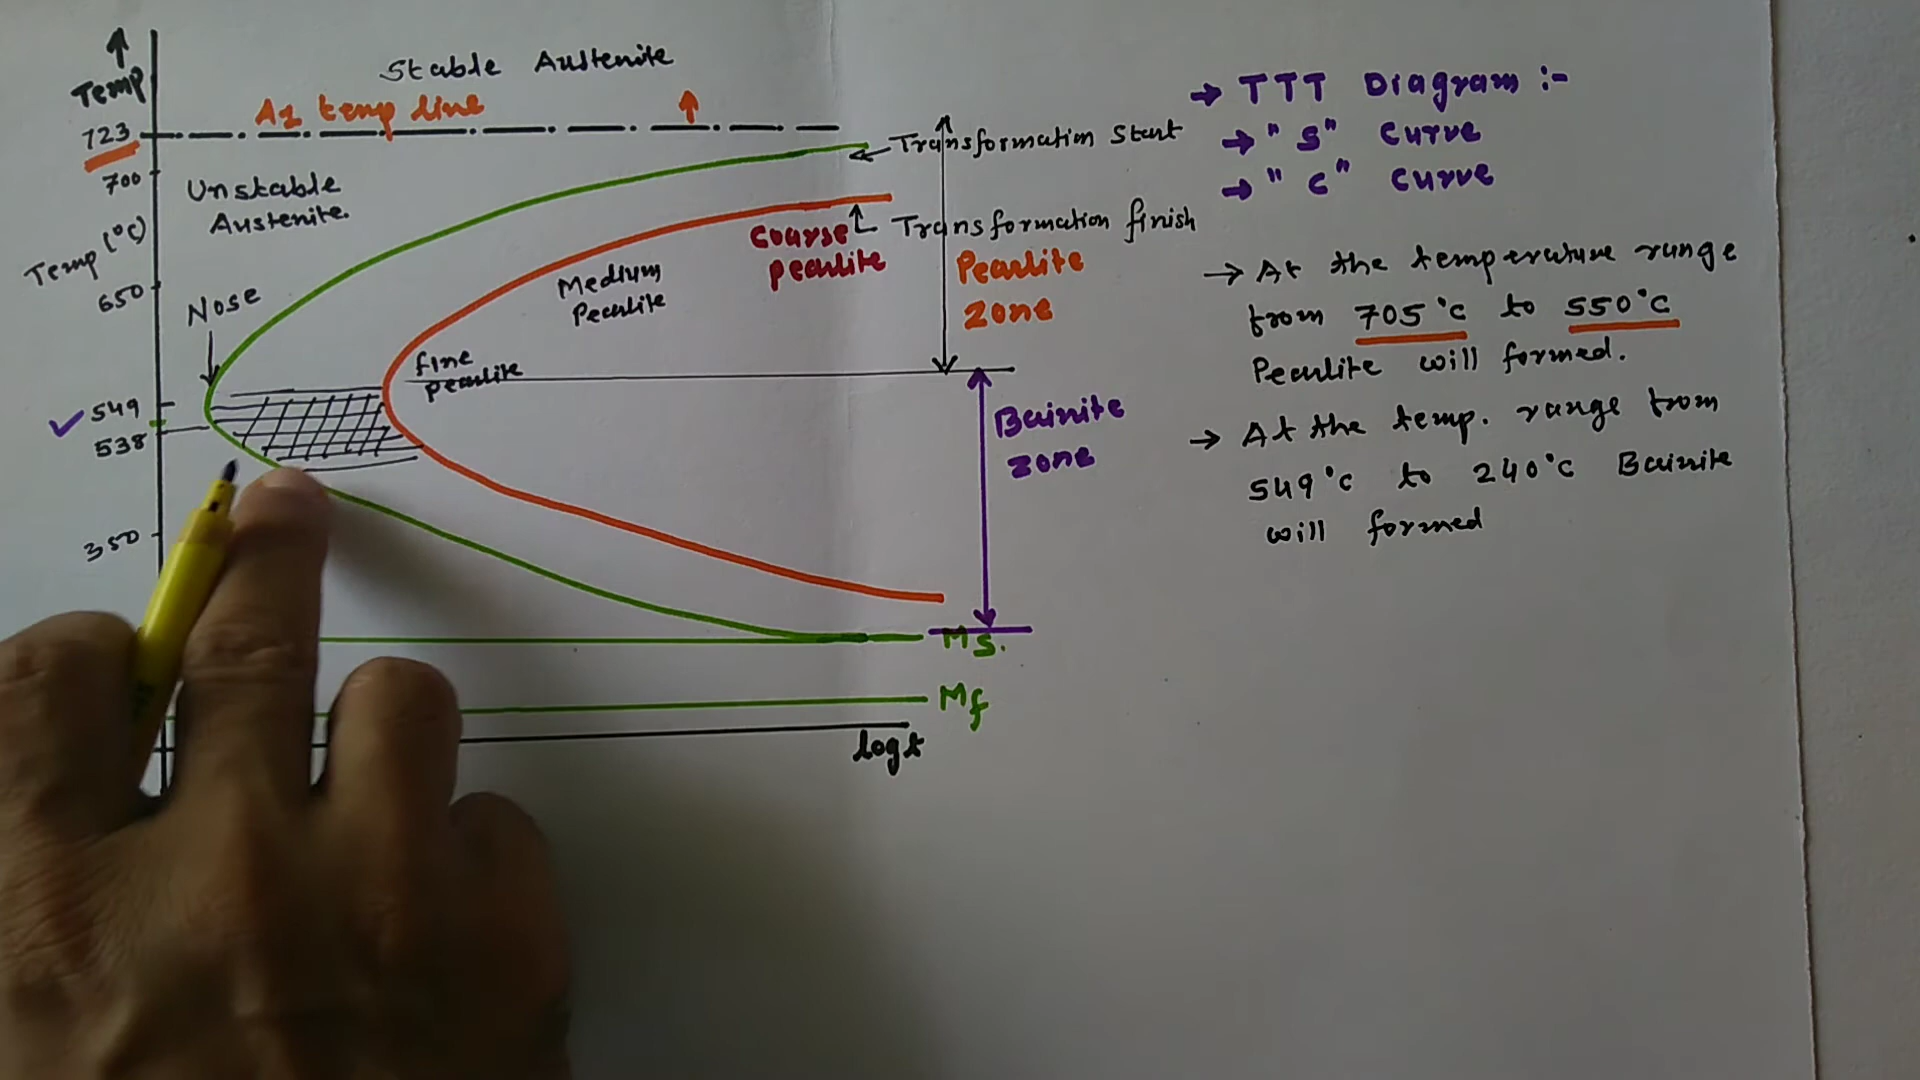 Temp
Stable Austenite
A1 temp line
723
700
Unstable
Austenite.
Temp (°C)
650
Nose
549
538
350
Transformation Start
Transformation finish
Coarse
pearlite
Medium
Pearlite
fine
pearlite
Pearlite
Zone
Bainite
zone
Ms.
Mf
log t
→ TTT Diagram :-
→ "S" Curve
→ "C" Curve
→ At the temperature range
from 705°C to 550°C
Pearlite will formed.
→ At the temp. range from
549°C to 240°C Bainite
will formed